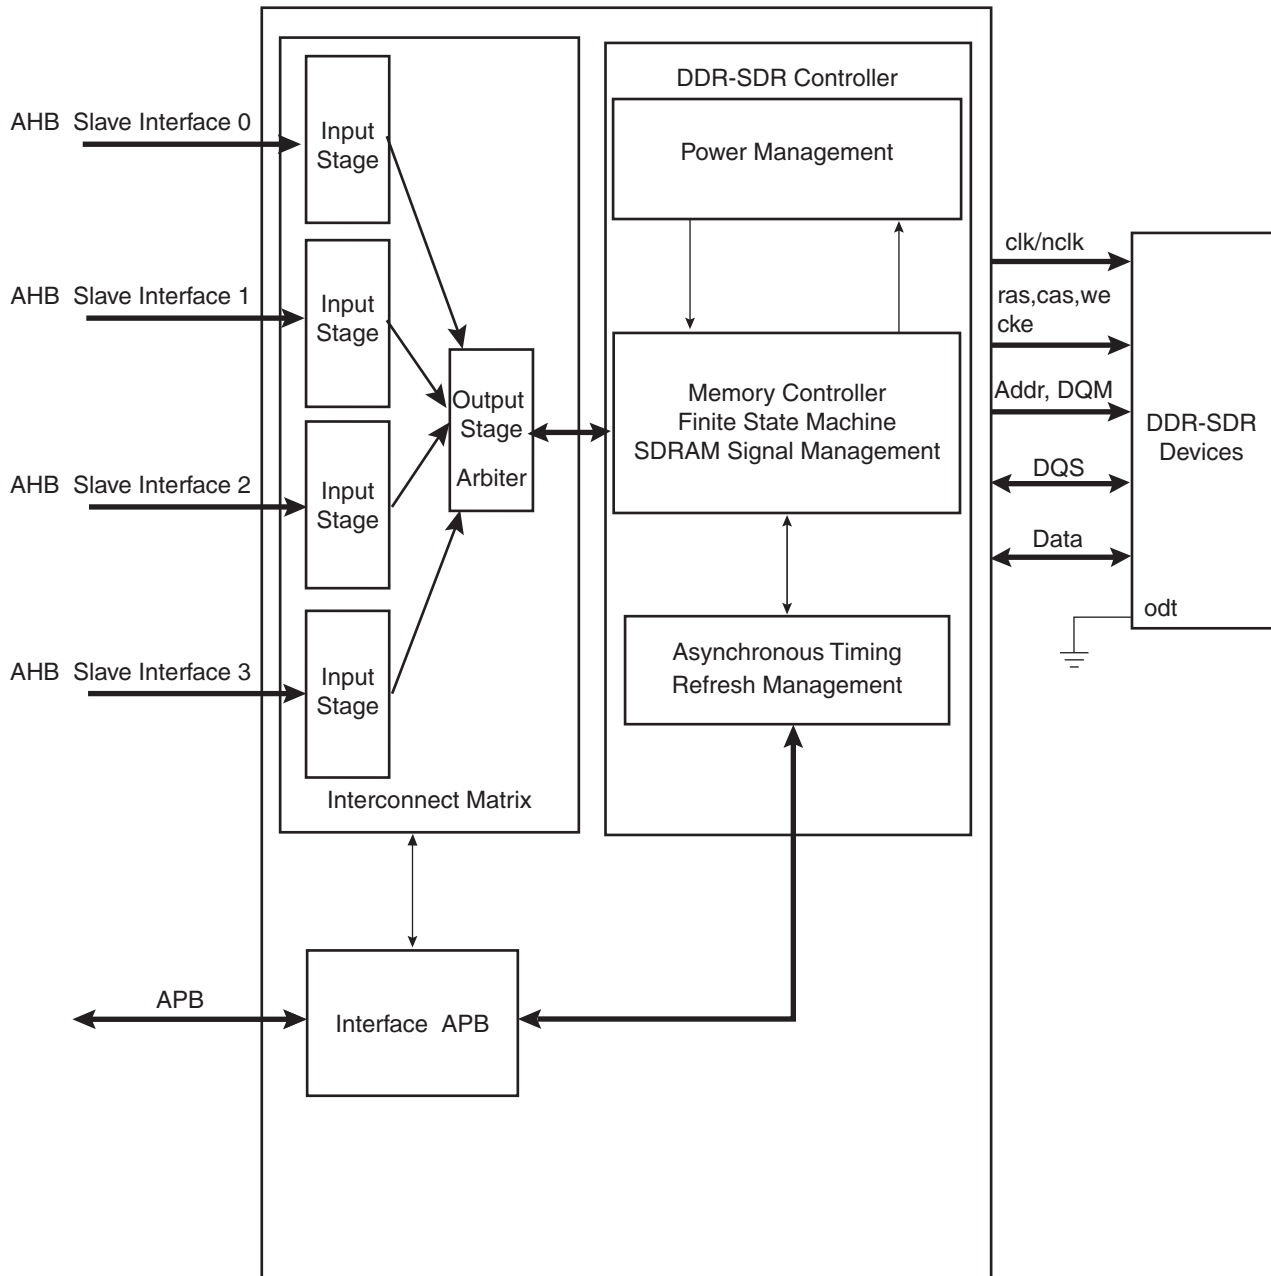 AHB Slave Interface 0
AHB Slave Interface 1
AHB Slave Interface 2
AHB Slave Interface 3
Input
Stage
Input
Stage
Input
Stage
Input
Stage
Output
Stage
Arbiter
Interconnect Matrix
DDR-SDR Controller
Power Management
Memory Controller
Finite State Machine
SDRAM Signal Management
Asynchronous Timing
Refresh Management
clk/nclk
ras,cas,we
cke
Addr, DQM
DQS
Data
odt
DDR-SDR
Devices
APB
Interface APB